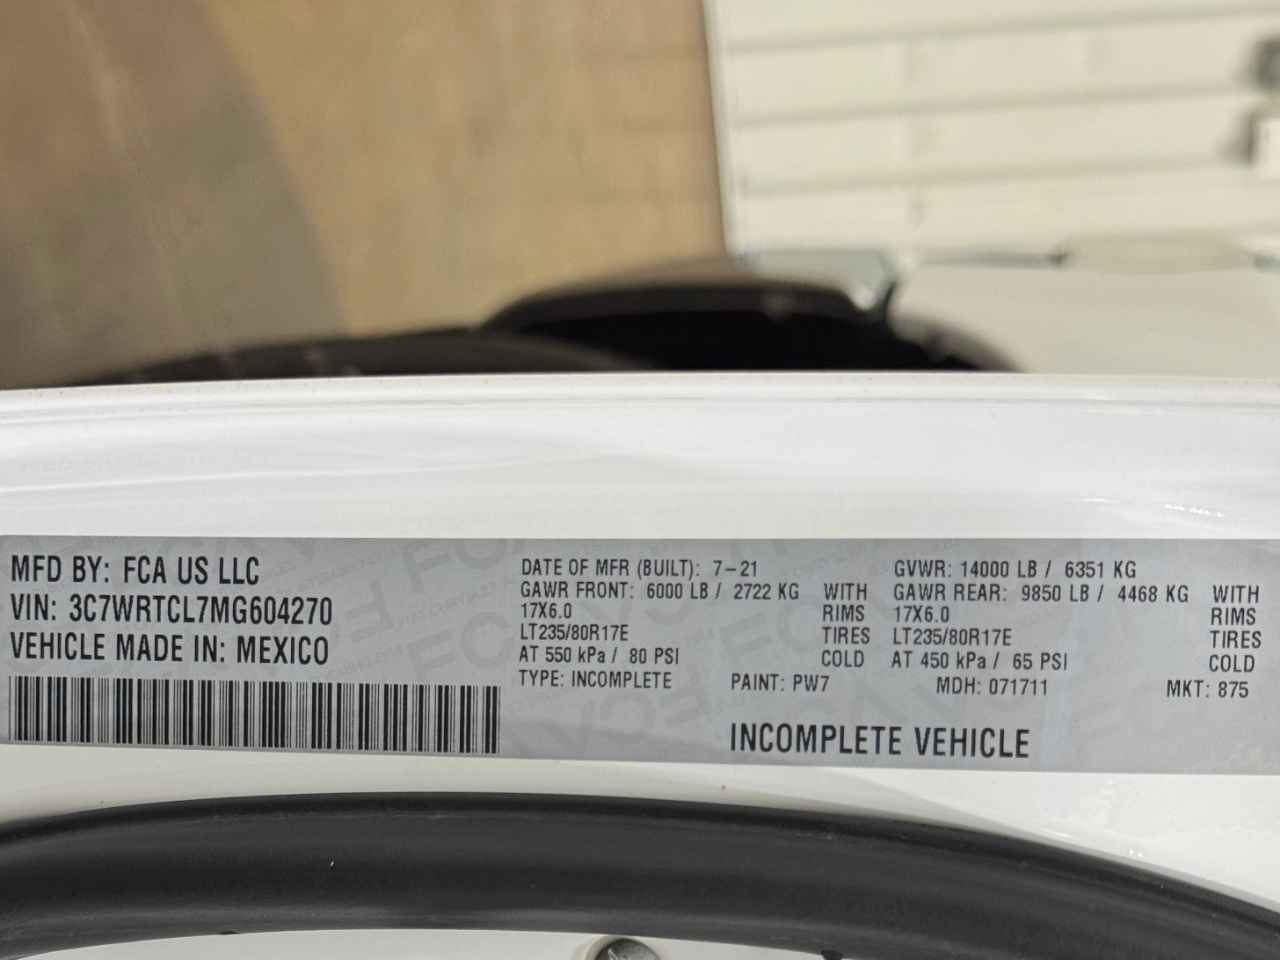 MFD BY: FCA US LLC
VIN: 3C7WRTCL7MG604270
VEHICLE MADE IN: MEXICO
DATE OF MFR (BUILT): 7-21
GAWR FRONT: 6000 LB / 2722 KG WITH
17X6.0 RIMS
LT235/80R17E TIRES
AT 550 kPa / 80 PSI COLD
TYPE: INCOMPLETE
GVWR: 14000 LB / 6351 KG
GAWR REAR: 9850 LB / 4468 KG WITH
17X6.0 RIMS
LT235/80R17E TIRES
AT 450 kPa / 65 PSI COLD
PAINT: PW7 MDH: 071711 MKT: 875
INCOMPLETE VEHICLE